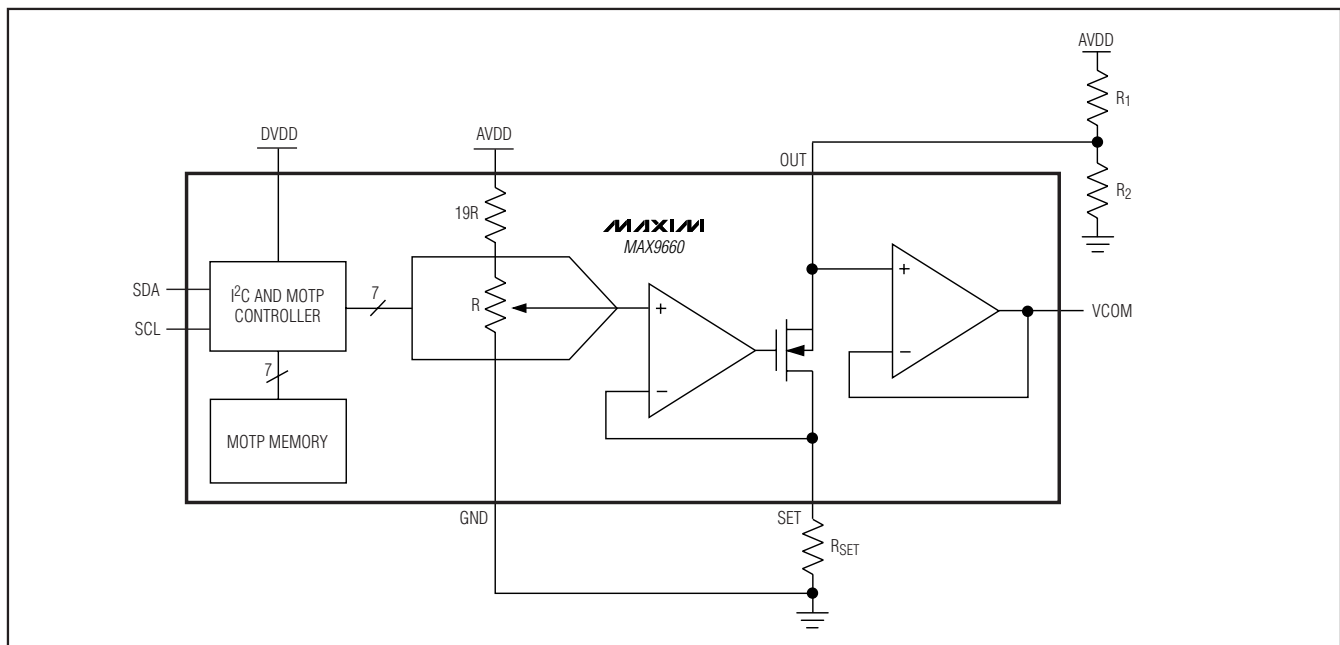 AVDD
R1
DVDD
AVDD
OUT
R2
19R
MAXIM
MAX9660
SDA
I2C AND MOTP
CONTROLLER
7
R
+
+
VCOM
SCL
−
−
7
MOTP MEMORY
GND
SET
RSET